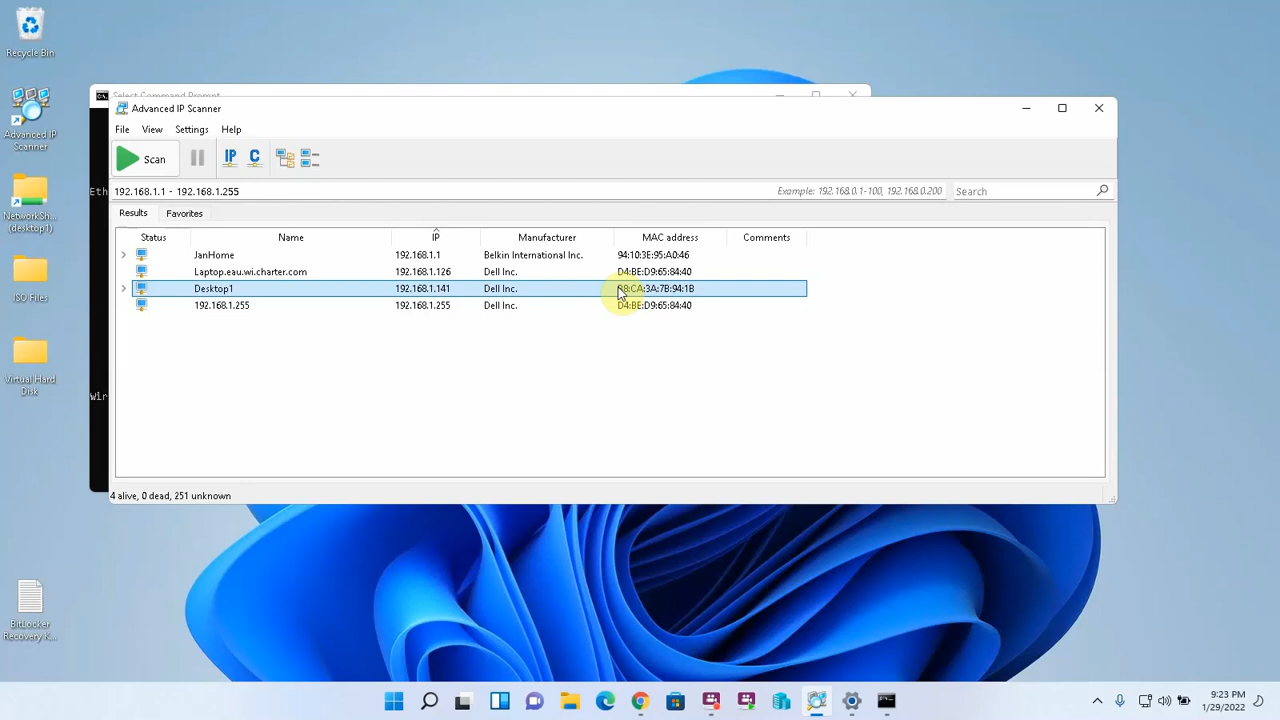 Recycle Bin
Advanced IP
Scanner
NetworkSh...
(desktop1)
ISO Files
Virtual Hard
Disk
BitLocker
Recovery K...
Select Command Prompt
Eth
Wir
Advanced IP Scanner
File View Settings Help
Scan IP C
192.168.1.1 - 192.168.1.255 Example: 192.168.0.1-100, 192.168.0.200 Search
Results Favorites
Status Name IP Manufacturer MAC address Comments
JanHome 192.168.1.1 Belkin International Inc. 94:10:3E:95:A0:46
Laptop.eau.wi.charter.com 192.168.1.126 Dell Inc. D4:BE:D9:65:84:40
Desktop1 192.168.1.141 Dell Inc.
192.168.1.255 192.168.1.255 Dell Inc. D4:BE:D9:65:84:40
4 alive, 0 dead, 251 unknown
9:23 PM
1/29/2022